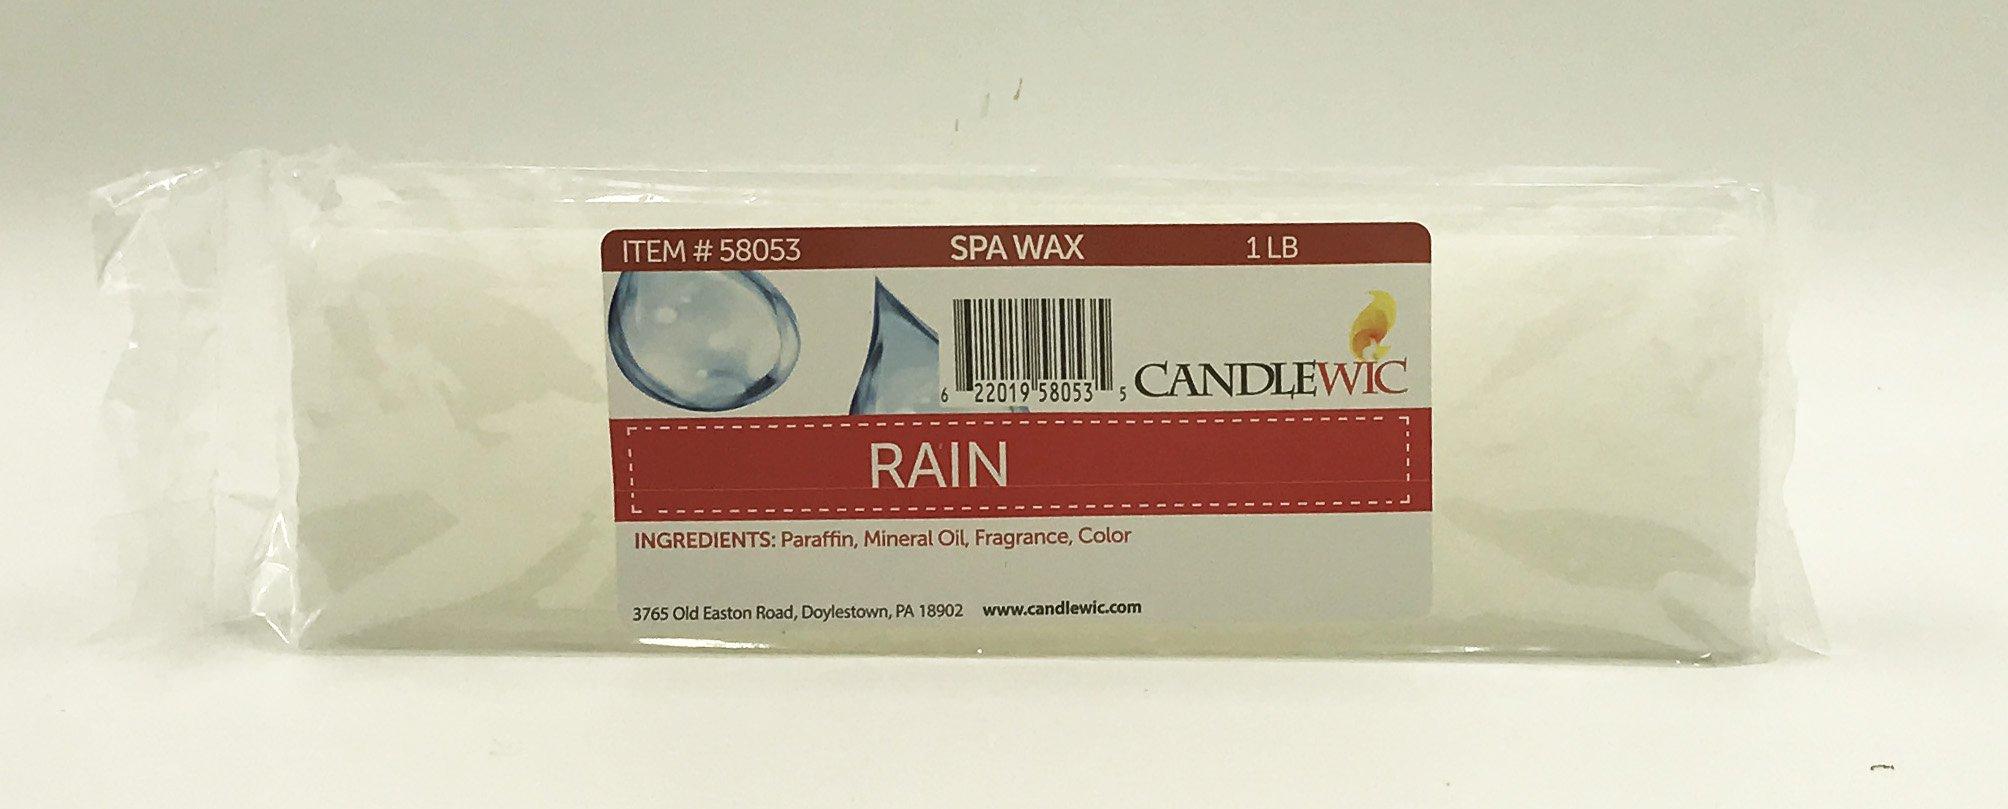 ITEM # 58053 SPA WAX 1 LB
6 22019 58053 5
CANDLEWIC
RAIN
INGREDIENTS: Paraffin, Mineral Oil, Fragrance, Color
3765 Old Easton Road, Doylestown, PA 18902 www.candlewic.com